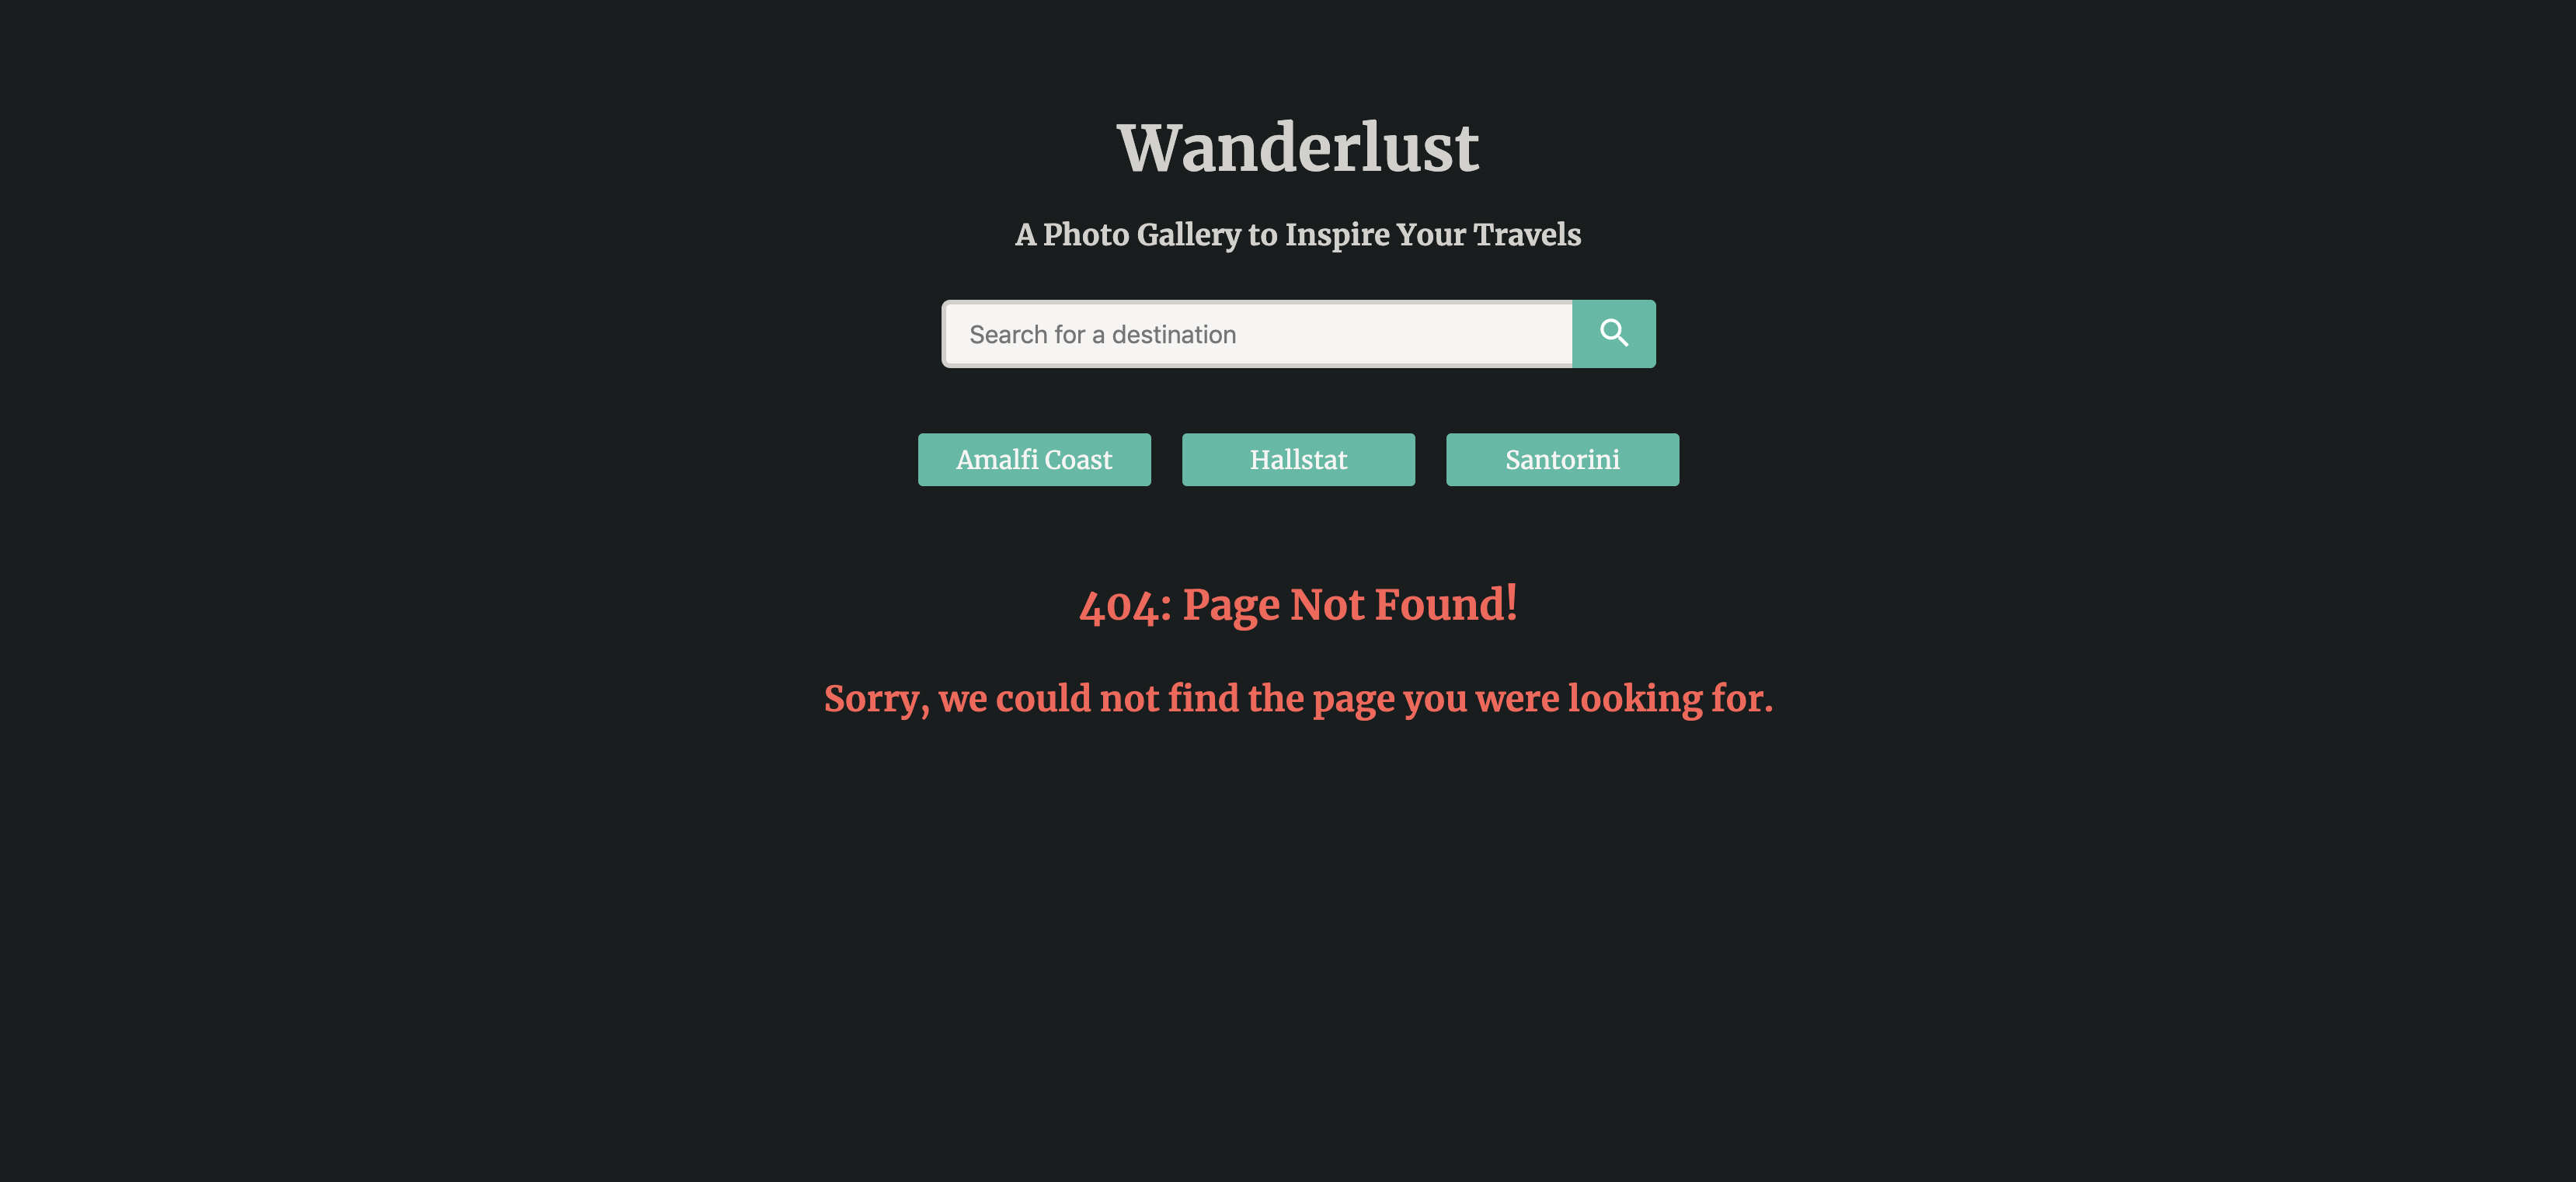 Wanderlust
A Photo Gallery to Inspire Your Travels
Search for a destination
Amalfi Coast
Hallstat
Santorini
404: Page Not Found!
Sorry, we could not find the page you were looking for.